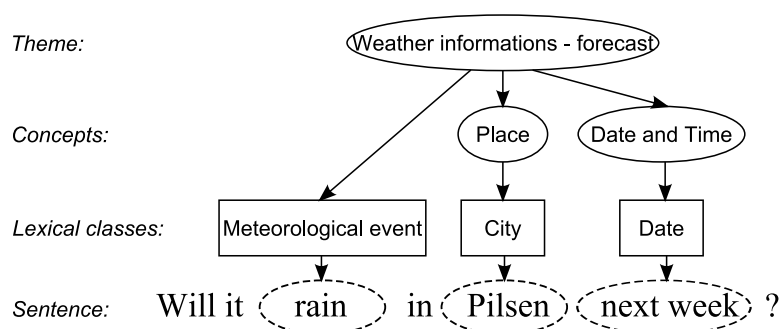 Theme: Weather informations - forecast
Concepts: Place Date and Time
Lexical classes: Meteorological event City Date
Sentence: Will it rain in Pilsen next week ?